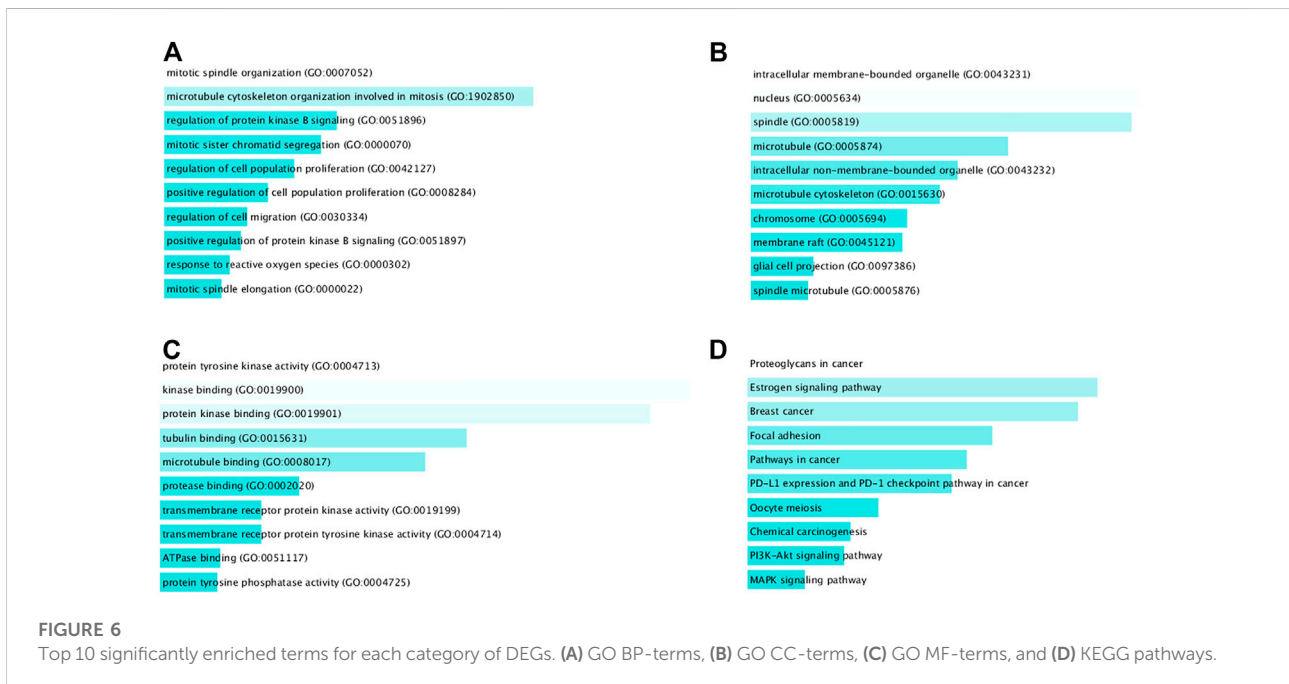 A
mitotic spindle organization (GO:0007052)
microtubule cytoskeleton organization involved in mitosis (GO:1902850)
regulation of protein kinase B signaling (GO:0051896)
mitotic sister chromatid segregation (GO:0000070)
regulation of cell population proliferation (GO:0042127)
positive regulation of cell population proliferation (GO:0008284)
regulation of cell migration (GO:0030334)
positive regulation of protein kinase B signaling (GO:0051897)
response to reactive oxygen species (GO:0000302)
mitotic spindle elongation (GO:0000022)
B
intracellular membrane-bounded organelle (GO:0043231)
nucleus (GO:0005634)
spindle (GO:0005819)
microtubule (GO:0005874)
intracellular non-membrane-bounded organelle (GO:0043232)
microtubule cytoskeleton (GO:0015630)
chromosome (GO:0005694)
membrane raft (GO:0045121)
glial cell projection (GO:0097386)
spindle microtubule (GO:0005876)
C
protein tyrosine kinase activity (GO:0004713)
kinase binding (GO:0019900)
protein kinase binding (GO:0019901)
tubulin binding (GO:0015631)
microtubule binding (GO:0008017)
protease binding (GO:0002020)
transmembrane receptor protein kinase activity (GO:0019199)
transmembrane receptor protein tyrosine kinase activity (GO:0004714)
ATPase binding (GO:0051117)
protein tyrosine phosphatase activity (GO:0004725)
D
Proteoglycans in cancer
Estrogen signaling pathway
Breast cancer
Focal adhesion
Pathways in cancer
PD-L1 expression and PD-1 checkpoint pathway in cancer
Oocyte meiosis
Chemical carcinogenesis
PI3K-Akt signaling pathway
MAPK signaling pathway
FIGURE 6
Top 10 significantly enriched terms for each category of DEGs. (A) GO BP-terms, (B) GO CC-terms, (C) GO MF-terms, and (D) KEGG pathways.